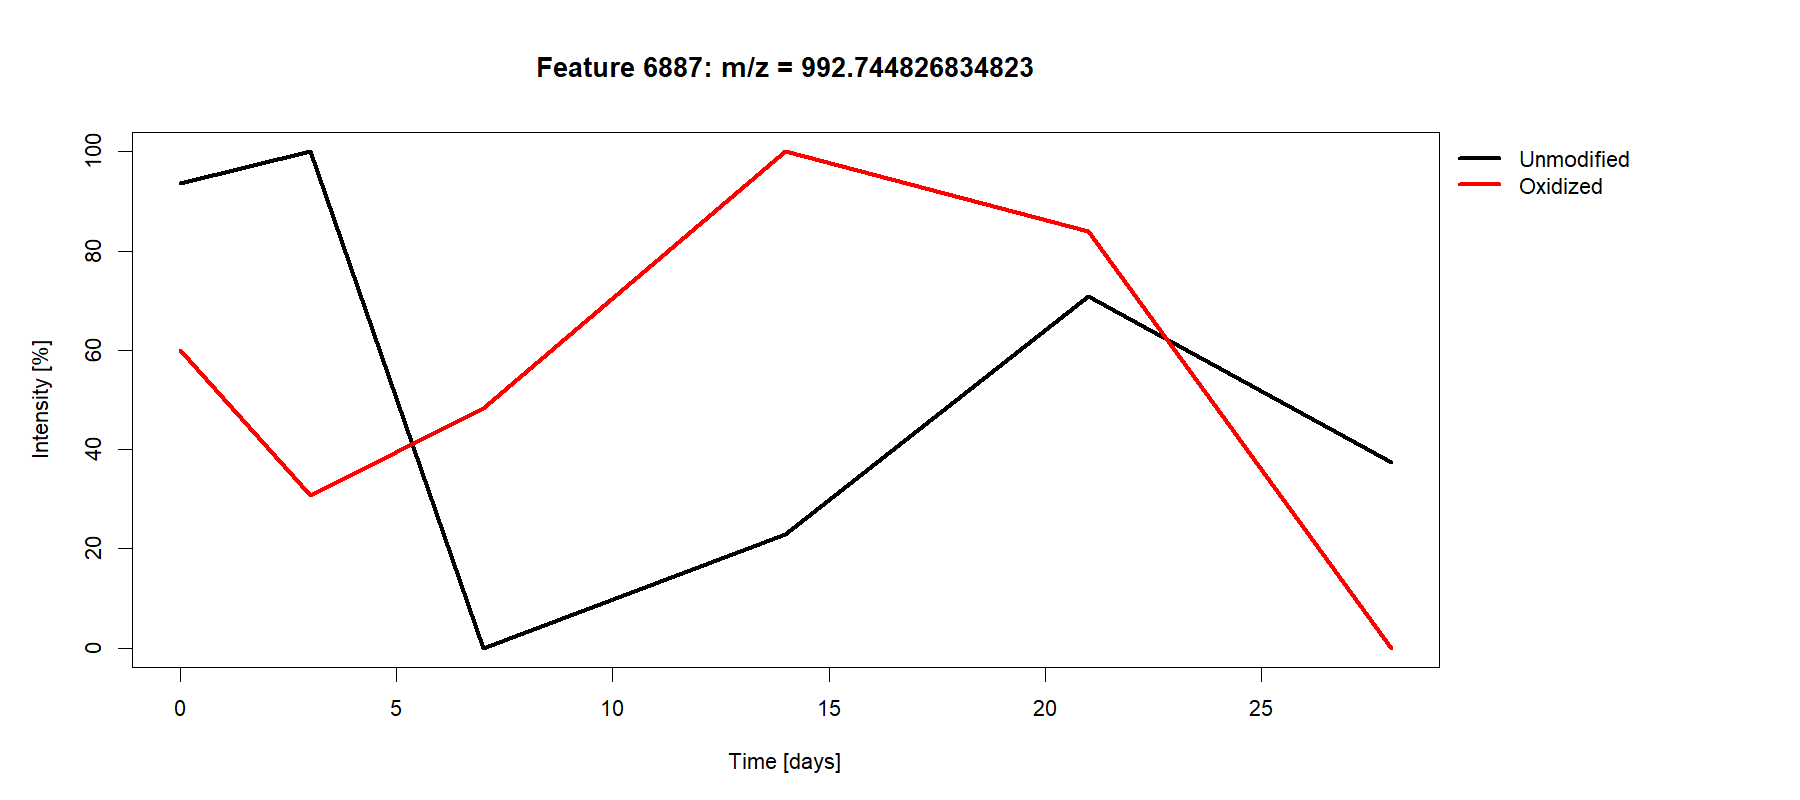 Feature 6887: m/z = 992.744826834823
Unmodified
Oxidized
Intensity [%]
100
80
60
40
20
0
0 5 10 15 20 25
Time [days]